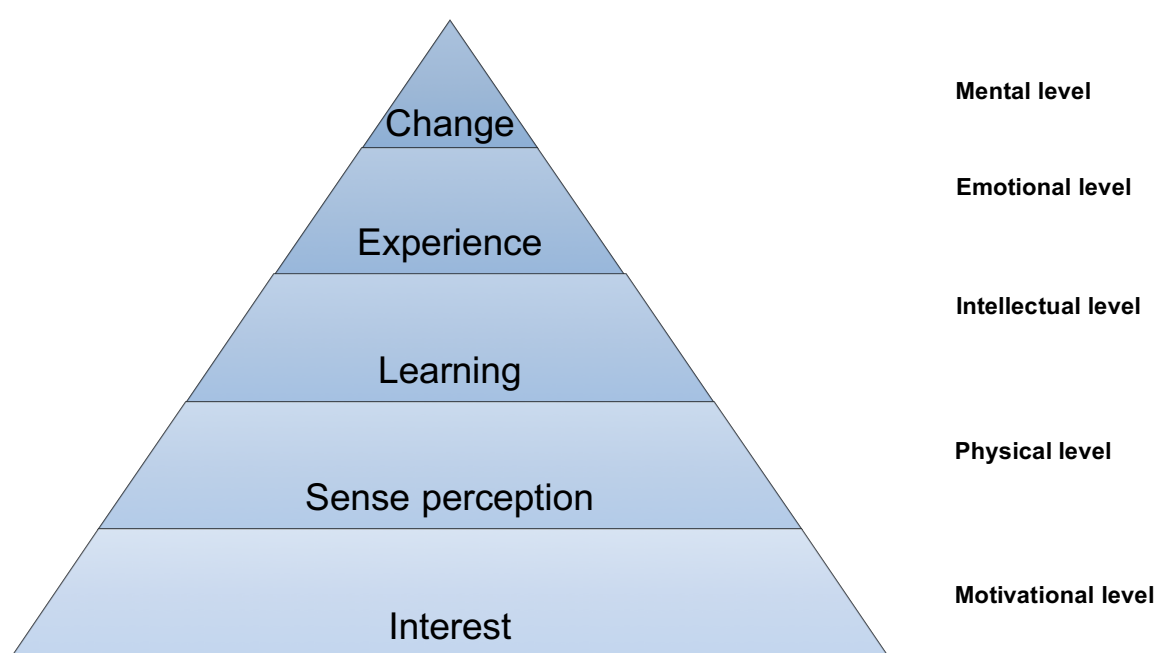 Mental level
Change
Emotional level
Experience
Intellectual level
Learning
Physical level
Sense perception
Motivational level
Interest